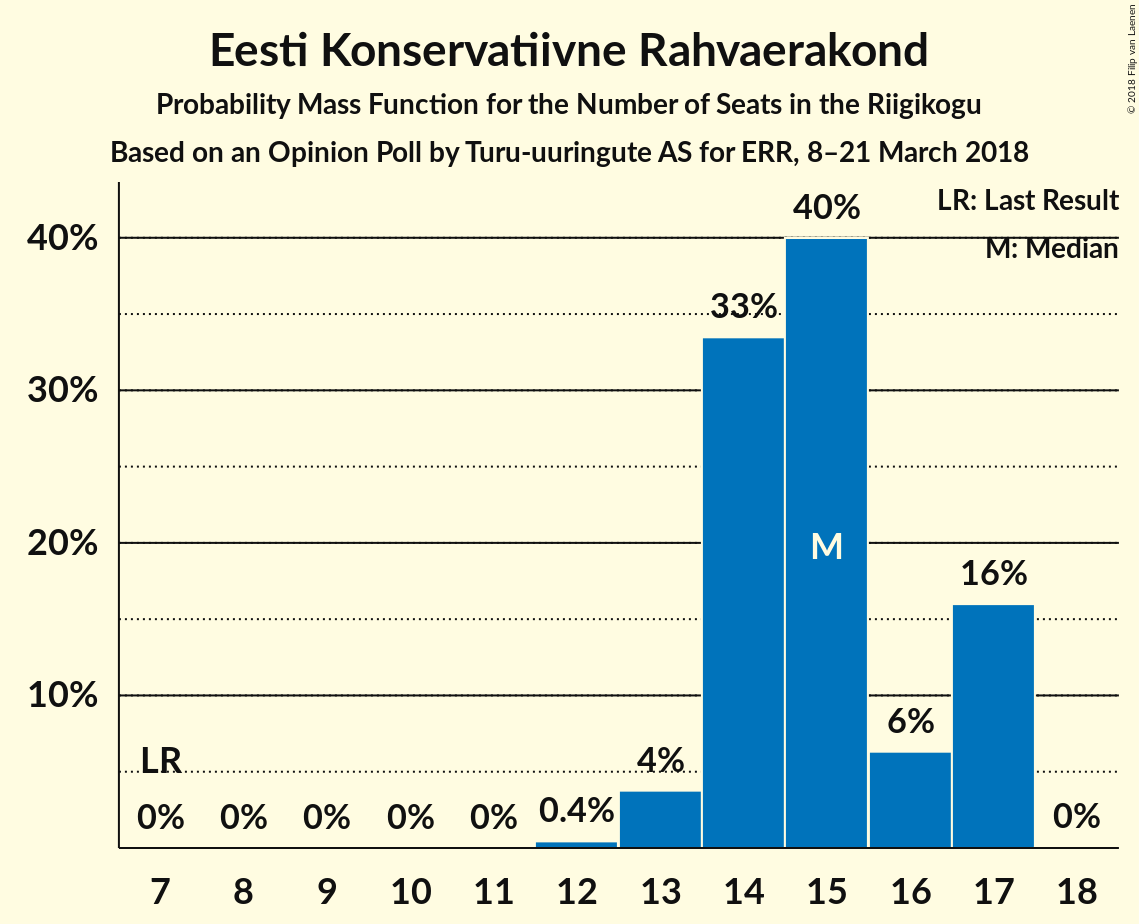 Eesti Konservatiivne Rahvaerakond
Probability Mass Function for the Number of Seats in the Riigikogu
Based on an Opinion Poll by Turu-uuringute AS for ERR, 8–21 March 2018
© 2018 Filip van Laenen
LR: Last Result
M: Median
40%
30%
20%
10%
LR
M
0%
0%
0%
0%
0%
0.4%
4%
33%
40%
6%
16%
0%
7 8 9 10 11 12 13 14 15 16 17 18